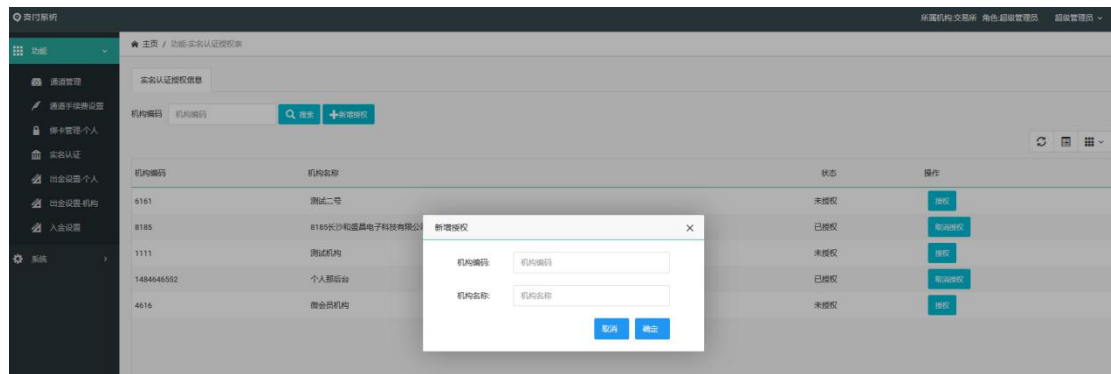 支付系统
所属机构:交易所 角色:超级管理员 超级管理员
功能
主页 / 功能-实名认证授权表
通道管理
通道手续费设置
绑卡管理-个人
实名认证
出金设置-个人
出金设置-机构
入金设置
系统
实名认证授权信息
机构编码 机构编码 搜索 新增授权
机构编码 机构名称 状态 操作
6161 测试二号 未授权 授权
8185 8185长沙和盛昌电子科技有限公 已授权 取消授权
1111 测试机构 未授权 授权
1484646552 个人那后台 已授权 取消授权
4616 微会员机构 未授权 授权
新增授权
机构编码: 机构编码
机构名称: 机构名称
取消 确定